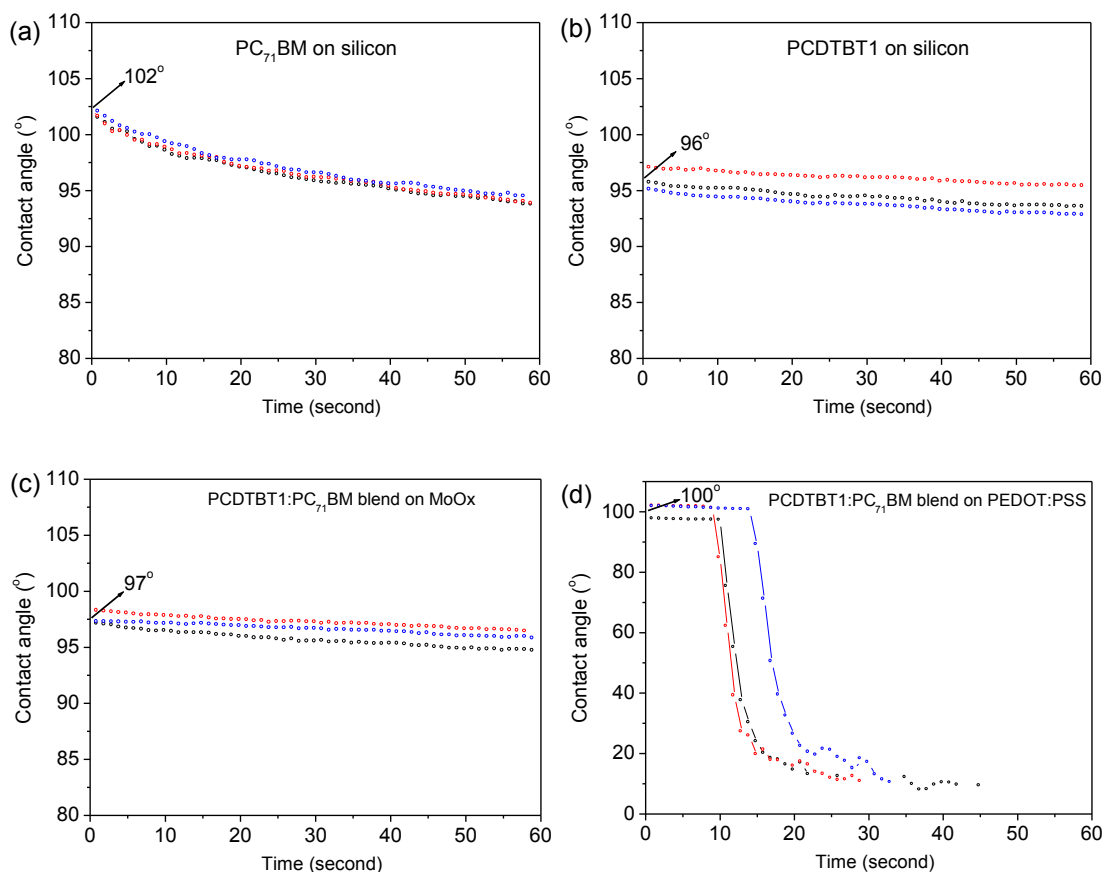 (a)
PC₇₁BM on silicon
102°
110
105
100
95
90
85
80
Contact angle (°)
0 10 20 30 40 50 60
Time (second)
(b)
PCDTBT1 on silicon
96°
110
105
100
95
90
85
80
Contact angle (°)
0 10 20 30 40 50 60
Time (second)
(c)
PCDTBT1:PC₇₁BM blend on MoOx
97°
110
105
100
95
90
85
80
Contact angle (°)
0 10 20 30 40 50 60
Time (second)
(d)
PCDTBT1:PC₇₁BM blend on PEDOT:PSS
100°
100
80
60
40
20
0
Contact angle (°)
0 10 20 30 40 50 60
Time (second)